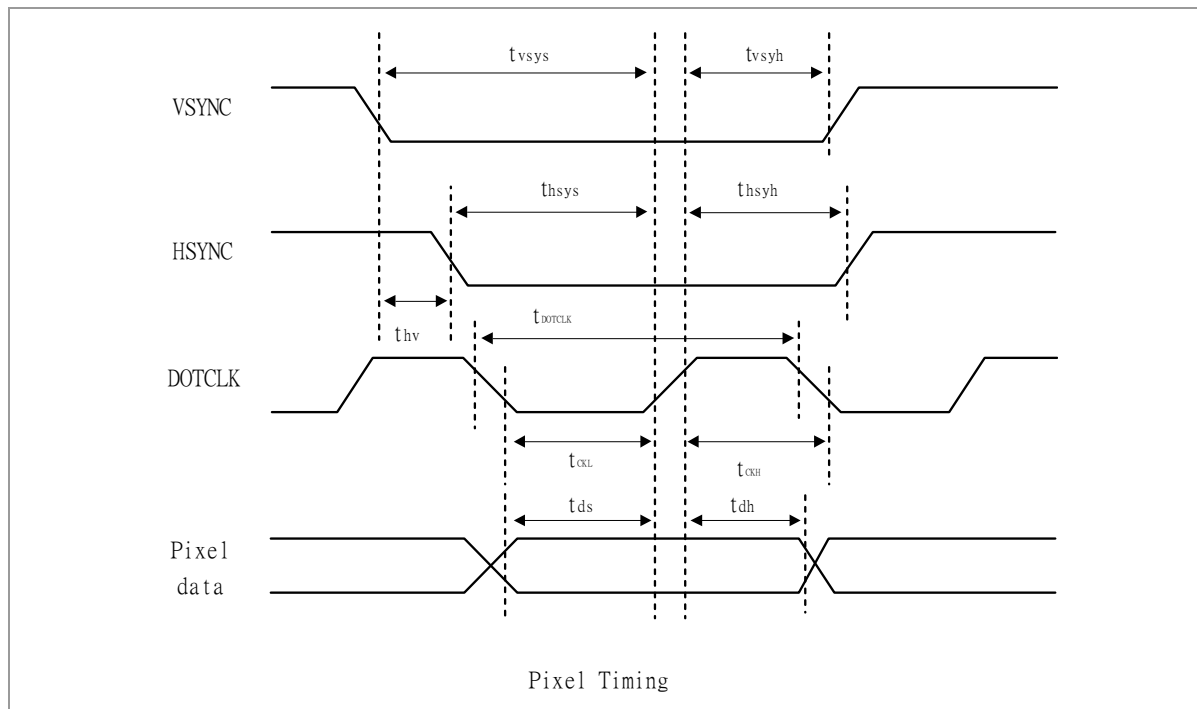 tvsys tvsyh
VSYNC
thsys thsyh
HSYNC
thv
tDOTCLK
DOTCLK
tCKL tCKH
tds tdh
Pixel
data
Pixel Timing